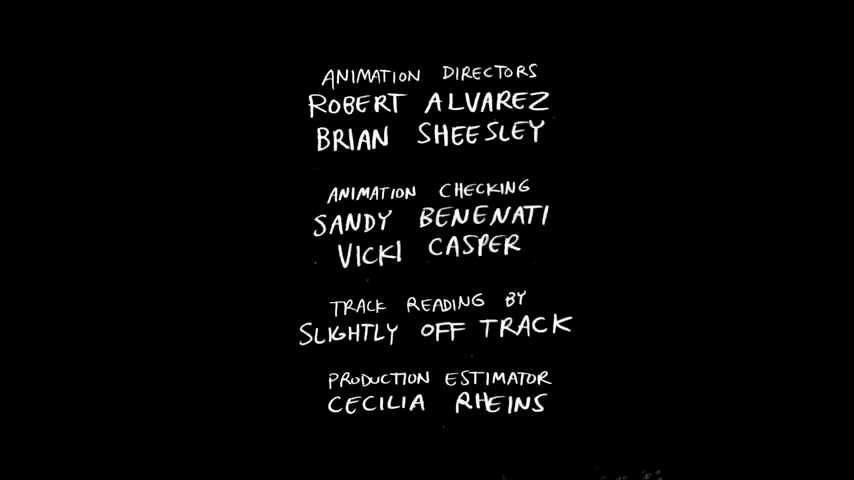 ANIMATION DIRECTORS
ROBERT ALVAREZ
BRIAN SHEESLEY
ANIMATION CHECKING
SANDY BENENATI
VICKI CASPER
TRACK READING BY
SLIGHTLY OFF TRACK
PRODUCTION ESTIMATOR
CECILIA RHEINS